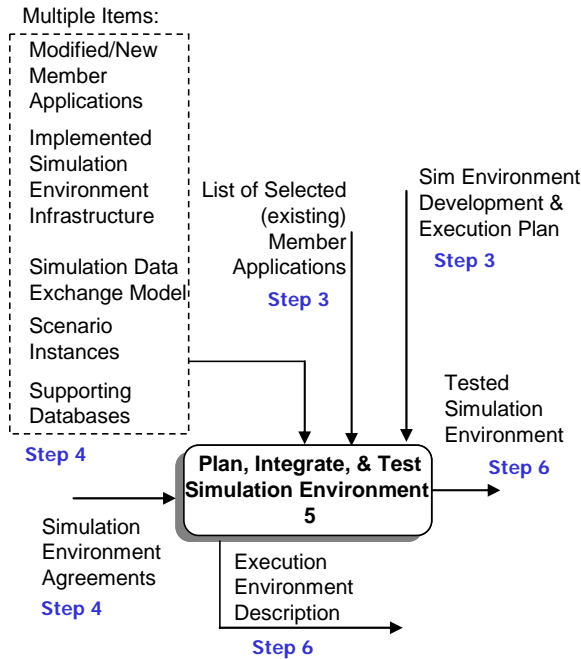 Multiple Items:
Modified/New
Member
Applications
Implemented
Simulation
Environment
Infrastructure
Simulation Data
Exchange Model
Scenario
Instances
Supporting
Databases
Step 4
List of Selected
(existing)
Member
Applications
Step 3
Sim Environment
Development &
Execution Plan
Step 3
Tested
Simulation
Environment
Step 6
Plan, Integrate, & Test
Simulation Environment
5
Simulation
Environment
Agreements
Step 4
Execution
Environment
Description
Step 6